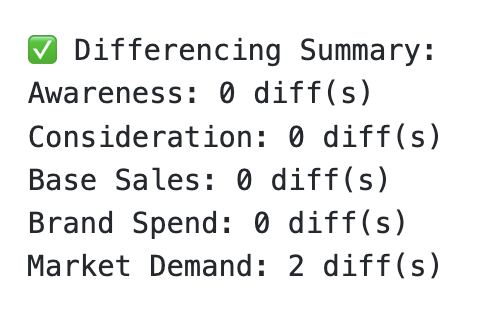 ✅ Differencing Summary:
Awareness: 0 diff(s)
Consideration: 0 diff(s)
Base Sales: 0 diff(s)
Brand Spend: 0 diff(s)
Market Demand: 2 diff(s)